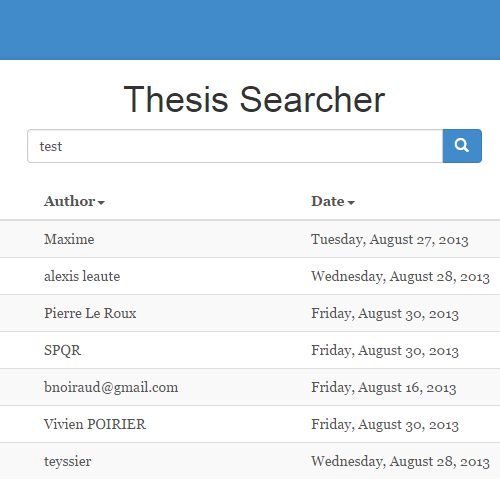 Thesis Searcher
test
Author Date
Maxime Tuesday, August 27, 2013
alexis leaute Wednesday, August 28, 2013
Pierre Le Roux Friday, August 30, 2013
SPQR Friday, August 30, 2013
bnoiraud@gmail.com Friday, August 16, 2013
Vivien POIRIER Friday, August 30, 2013
teyssier Wednesday, August 28, 2013